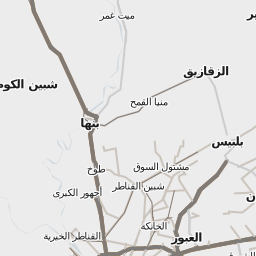 ميت غمر
الزقازيق
شبين الكوم
منيا القمح
بنها
بلبيس
مشتول السوق
طوخ
شبين القناطر
أجهور الكبرى
الخانكة
القناطر الخيرية
العبور